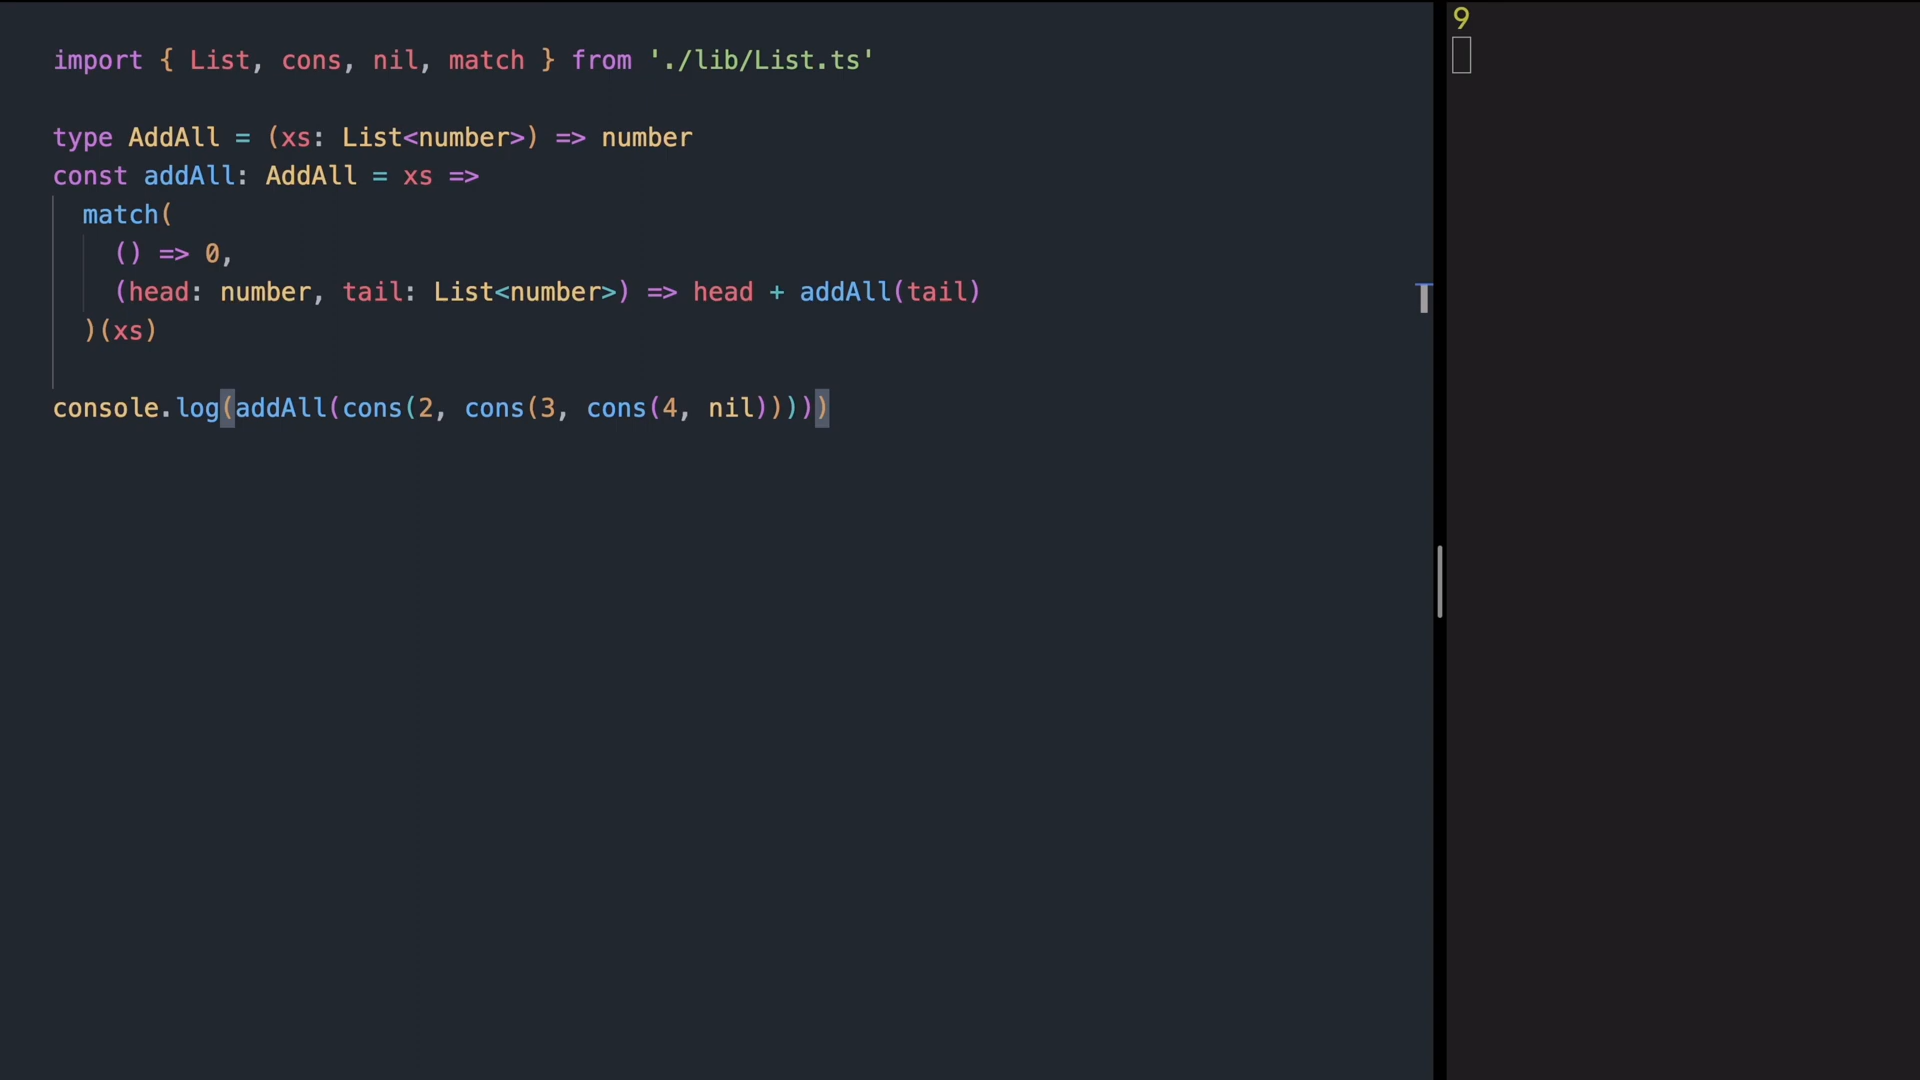 import { List, cons, nil, match } from './lib/List.ts'
type AddAll = (xs: List<number>) => number
const addAll: AddAll = xs =>
match(
() => 0,
(head: number, tail: List<number>) => head + addAll(tail)
)(xs)
console.log(addAll(cons(2, cons(3, cons(4, nil)))))
9